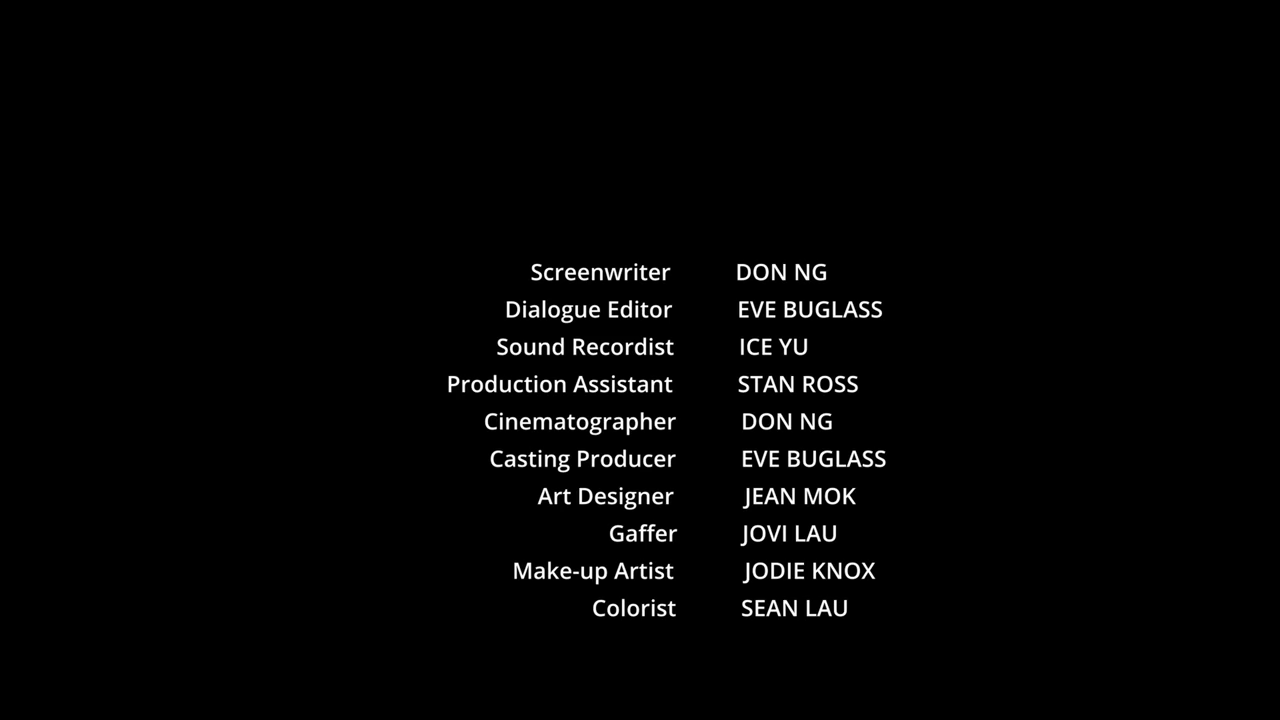 Screenwriter DON NG
Dialogue Editor EVE BUGLASS
Sound Recordist ICE YU
Production Assistant STAN ROSS
Cinematographer DON NG
Casting Producer EVE BUGLASS
Art Designer JEAN MOK
Gaffer JOVI LAU
Make-up Artist JODIE KNOX
Colorist SEAN LAU